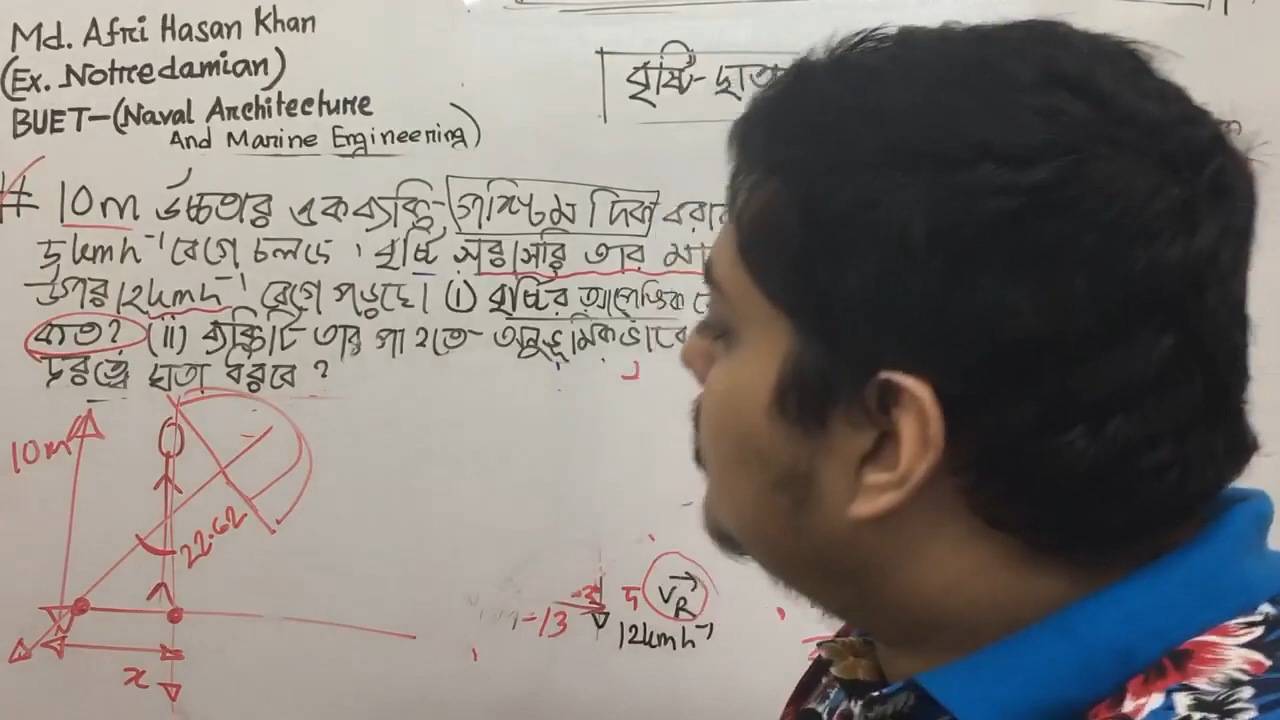 Md. Afri Hasan Khan
(Ex. Notredamian)
BUET-(Naval Architecture
And Marine Engineering)
বৃষ্টি-ছাতা
# 10m উচ্চতার একব্যক্তি পশ্চিম দিক বরা
5kmh⁻¹ বেগে চলছে। বৃষ্টি সরাসরি তার মা
উপর 12kmh⁻¹ বেগে পড়ছে। (i) বৃষ্টির আপেক্ষিক
কত? (ii) ব্যক্তিটি তার পা হতে অনুভূমিকভাবে
দূরত্বে ছাতা ধরবে?
10m
22.62
x
13
5
V_R
12kmh⁻¹